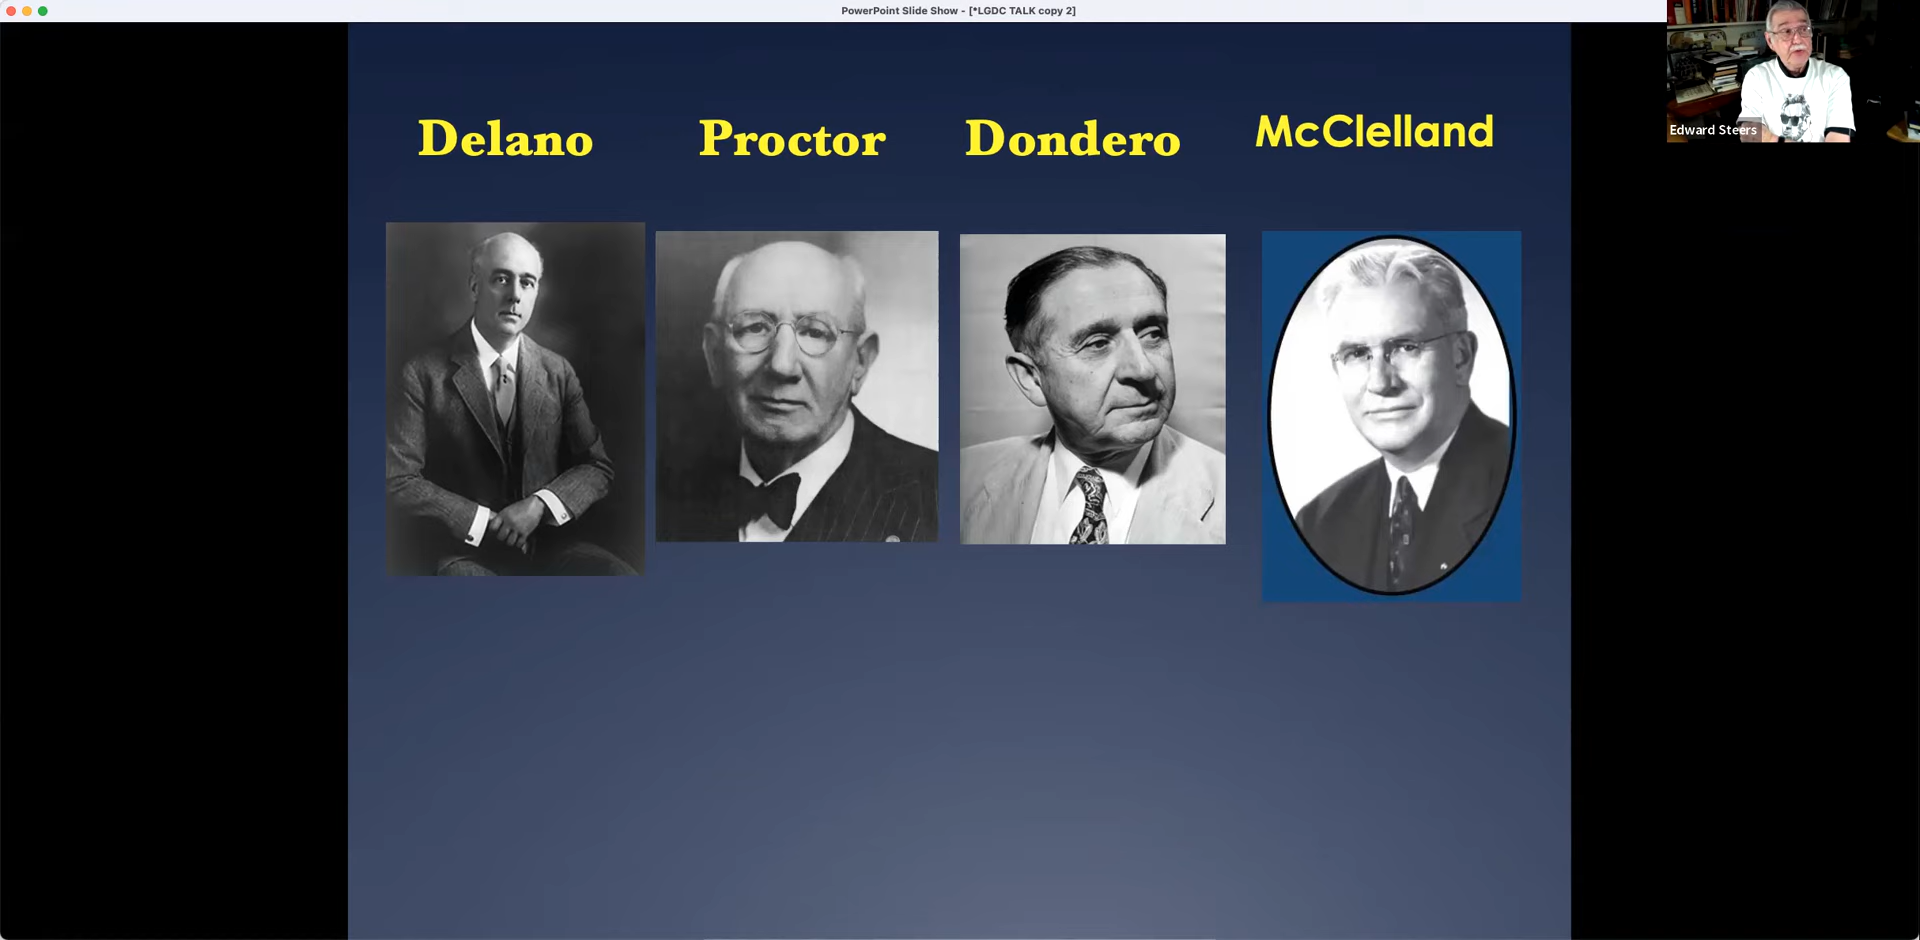 PowerPoint Slide Show - [*LGDC TALK copy 2]
Delano Proctor Dondero McClelland
Edward Steers